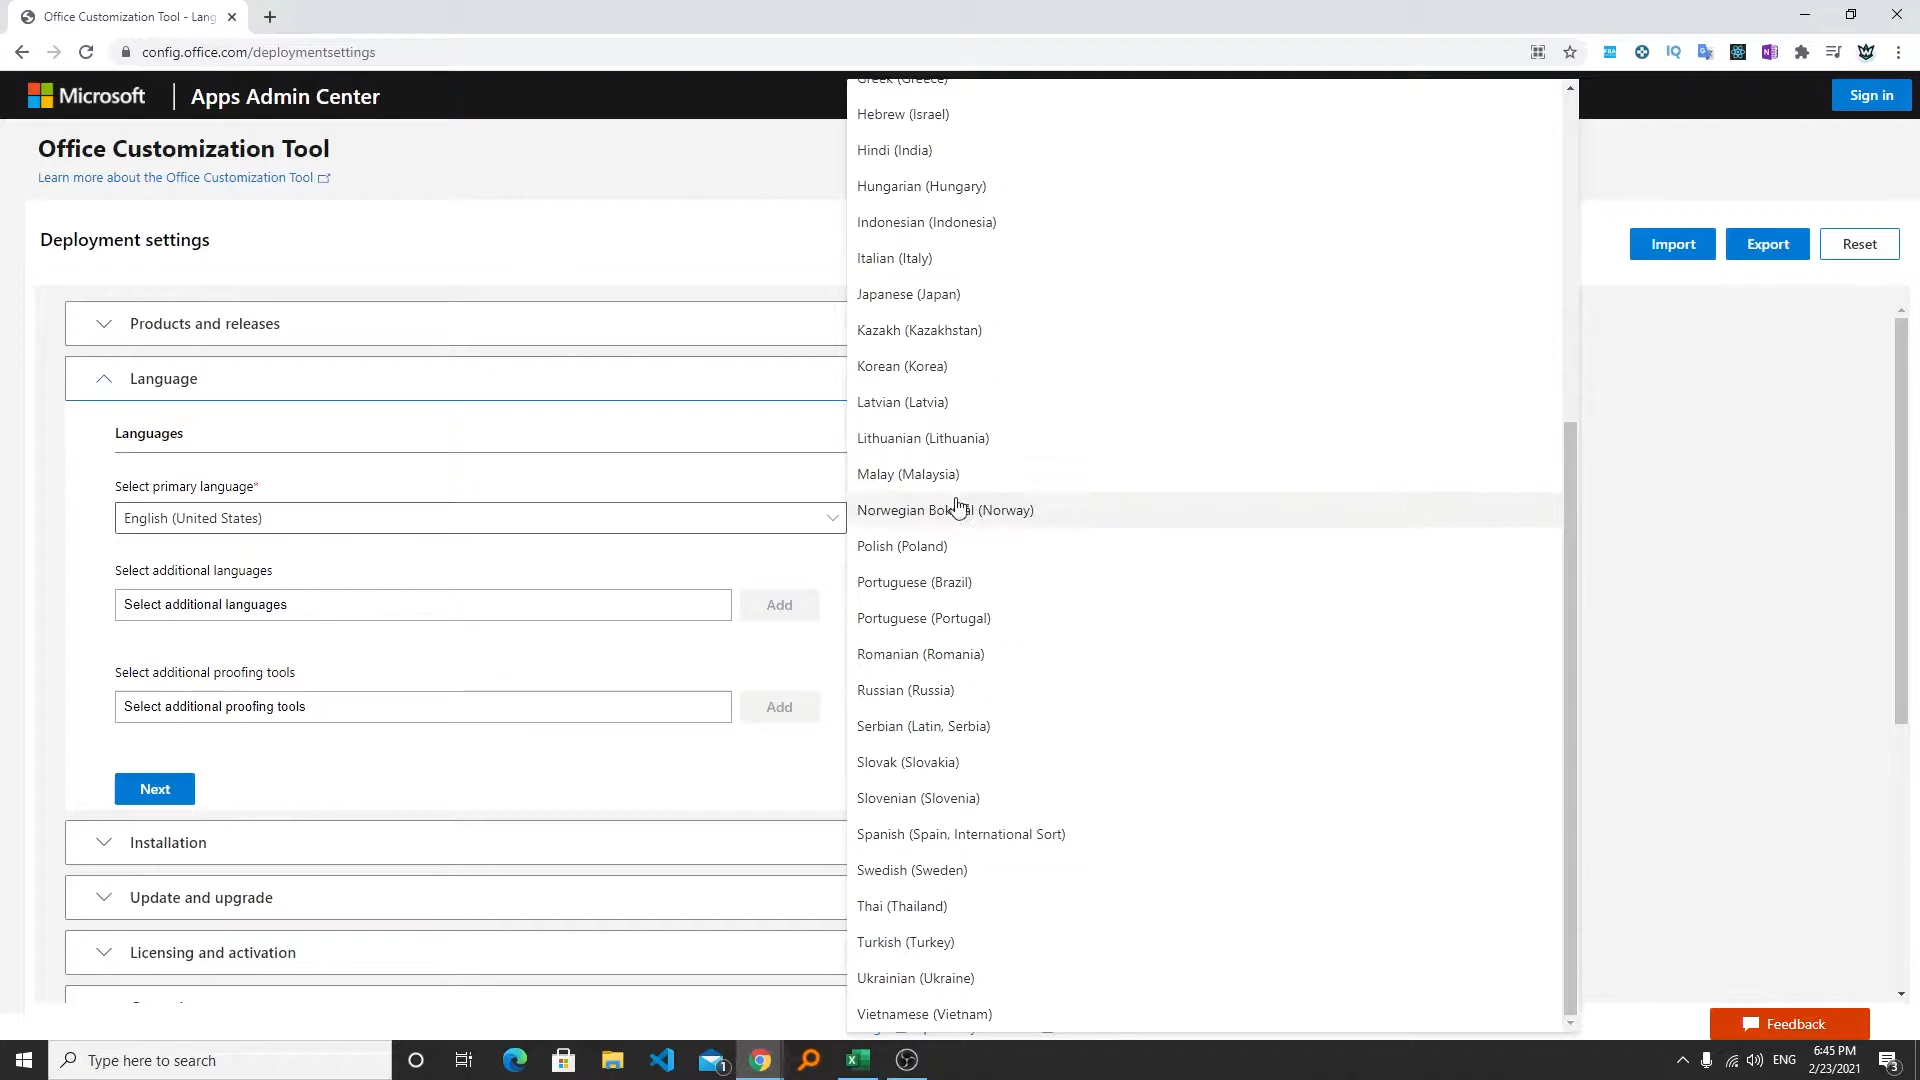 Office Customization Tool - Lang
config.office.com/deploymentsettings
Microsoft
Apps Admin Center
Sign in
Office Customization Tool
Learn more about the Office Customization Tool
Deployment settings
Import
Export
Reset
Products and releases
Language
Languages
Select primary language*
English (United States)
Select additional languages
Select additional languages
Add
Select additional proofing tools
Select additional proofing tools
Add
Next
Installation
Update and upgrade
Licensing and activation
Greek (Greece)
Hebrew (Israel)
Hindi (India)
Hungarian (Hungary)
Indonesian (Indonesia)
Italian (Italy)
Japanese (Japan)
Kazakh (Kazakhstan)
Korean (Korea)
Latvian (Latvia)
Lithuanian (Lithuania)
Malay (Malaysia)
Norwegian (Norway)
Polish (Poland)
Portuguese (Brazil)
Portuguese (Portugal)
Romanian (Romania)
Russian (Russia)
Serbian (Latin, Serbia)
Slovak (Slovakia)
Slovenian (Slovenia)
Spanish (Spain, International Sort)
Swedish (Sweden)
Thai (Thailand)
Turkish (Turkey)
Ukrainian (Ukraine)
Vietnamese (Vietnam)
Feedback
Type here to search
1
ENG
6:45 PM
2/23/2021
3